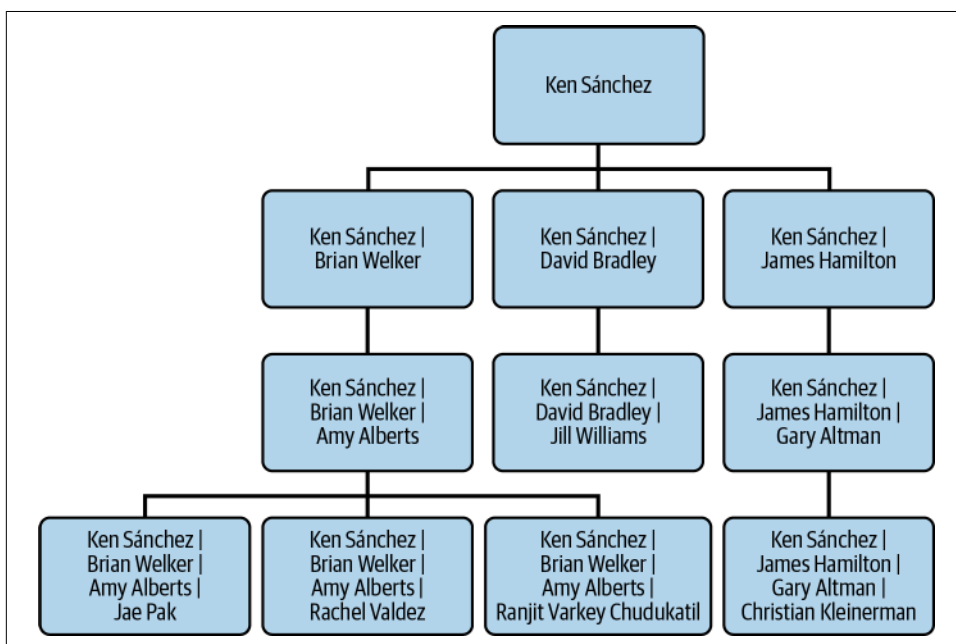 Ken Sánchez
Ken Sánchez |
Brian Welker
Ken Sánchez |
David Bradley
Ken Sánchez |
James Hamilton
Ken Sánchez |
Brian Welker |
Amy Alberts
Ken Sánchez |
David Bradley |
Jill Williams
Ken Sánchez |
James Hamilton |
Gary Altman
Ken Sánchez |
Brian Welker |
Amy Alberts |
Jae Pak
Ken Sánchez |
Brian Welker |
Amy Alberts |
Rachel Valdez
Ken Sánchez |
Brian Welker |
Amy Alberts |
Ranjit Varkey Chudukatil
Ken Sánchez |
James Hamilton |
Gary Altman |
Christian Kleinerman